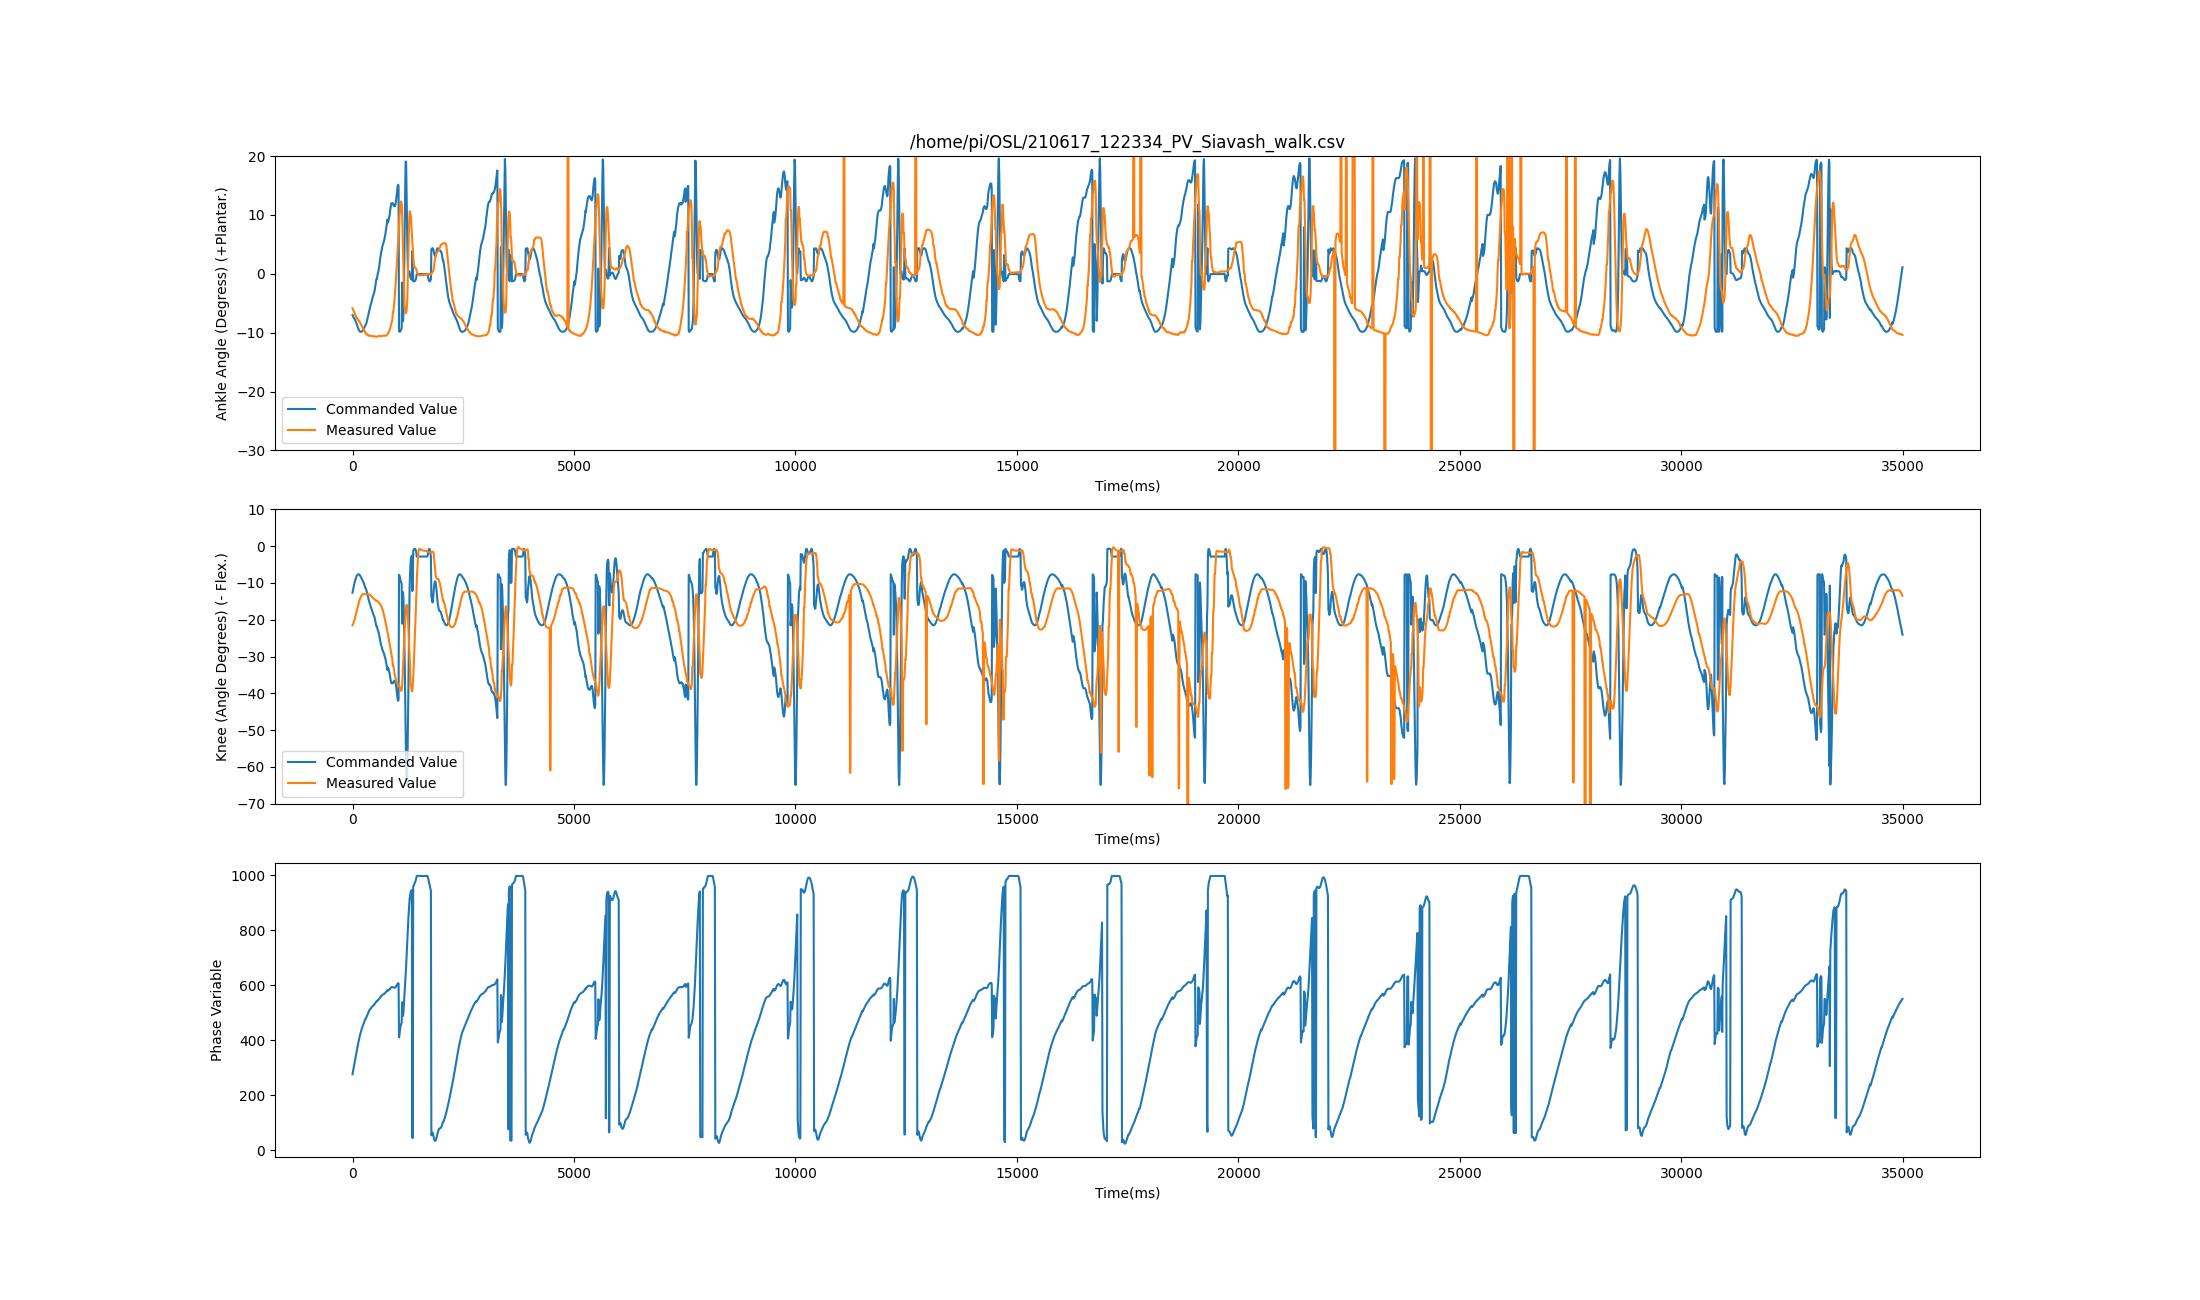 /home/pi/OSL/210617_122334_PV_Siavash_walk.csv
20
10
0
−10
−20
−30
Ankle Angle (Degress) (+Plantar.)
Commanded Value
Measured Value
0 5000 10000 15000 20000 25000 30000 35000
Time(ms)
10
0
−10
−20
−30
−40
−50
−60
−70
Knee (Angle Degrees) (- Flex.)
Commanded Value
Measured Value
0 5000 10000 15000 20000 25000 30000 35000
Time(ms)
1000
800
600
400
200
0
Phase Variable
0 5000 10000 15000 20000 25000 30000 35000
Time(ms)